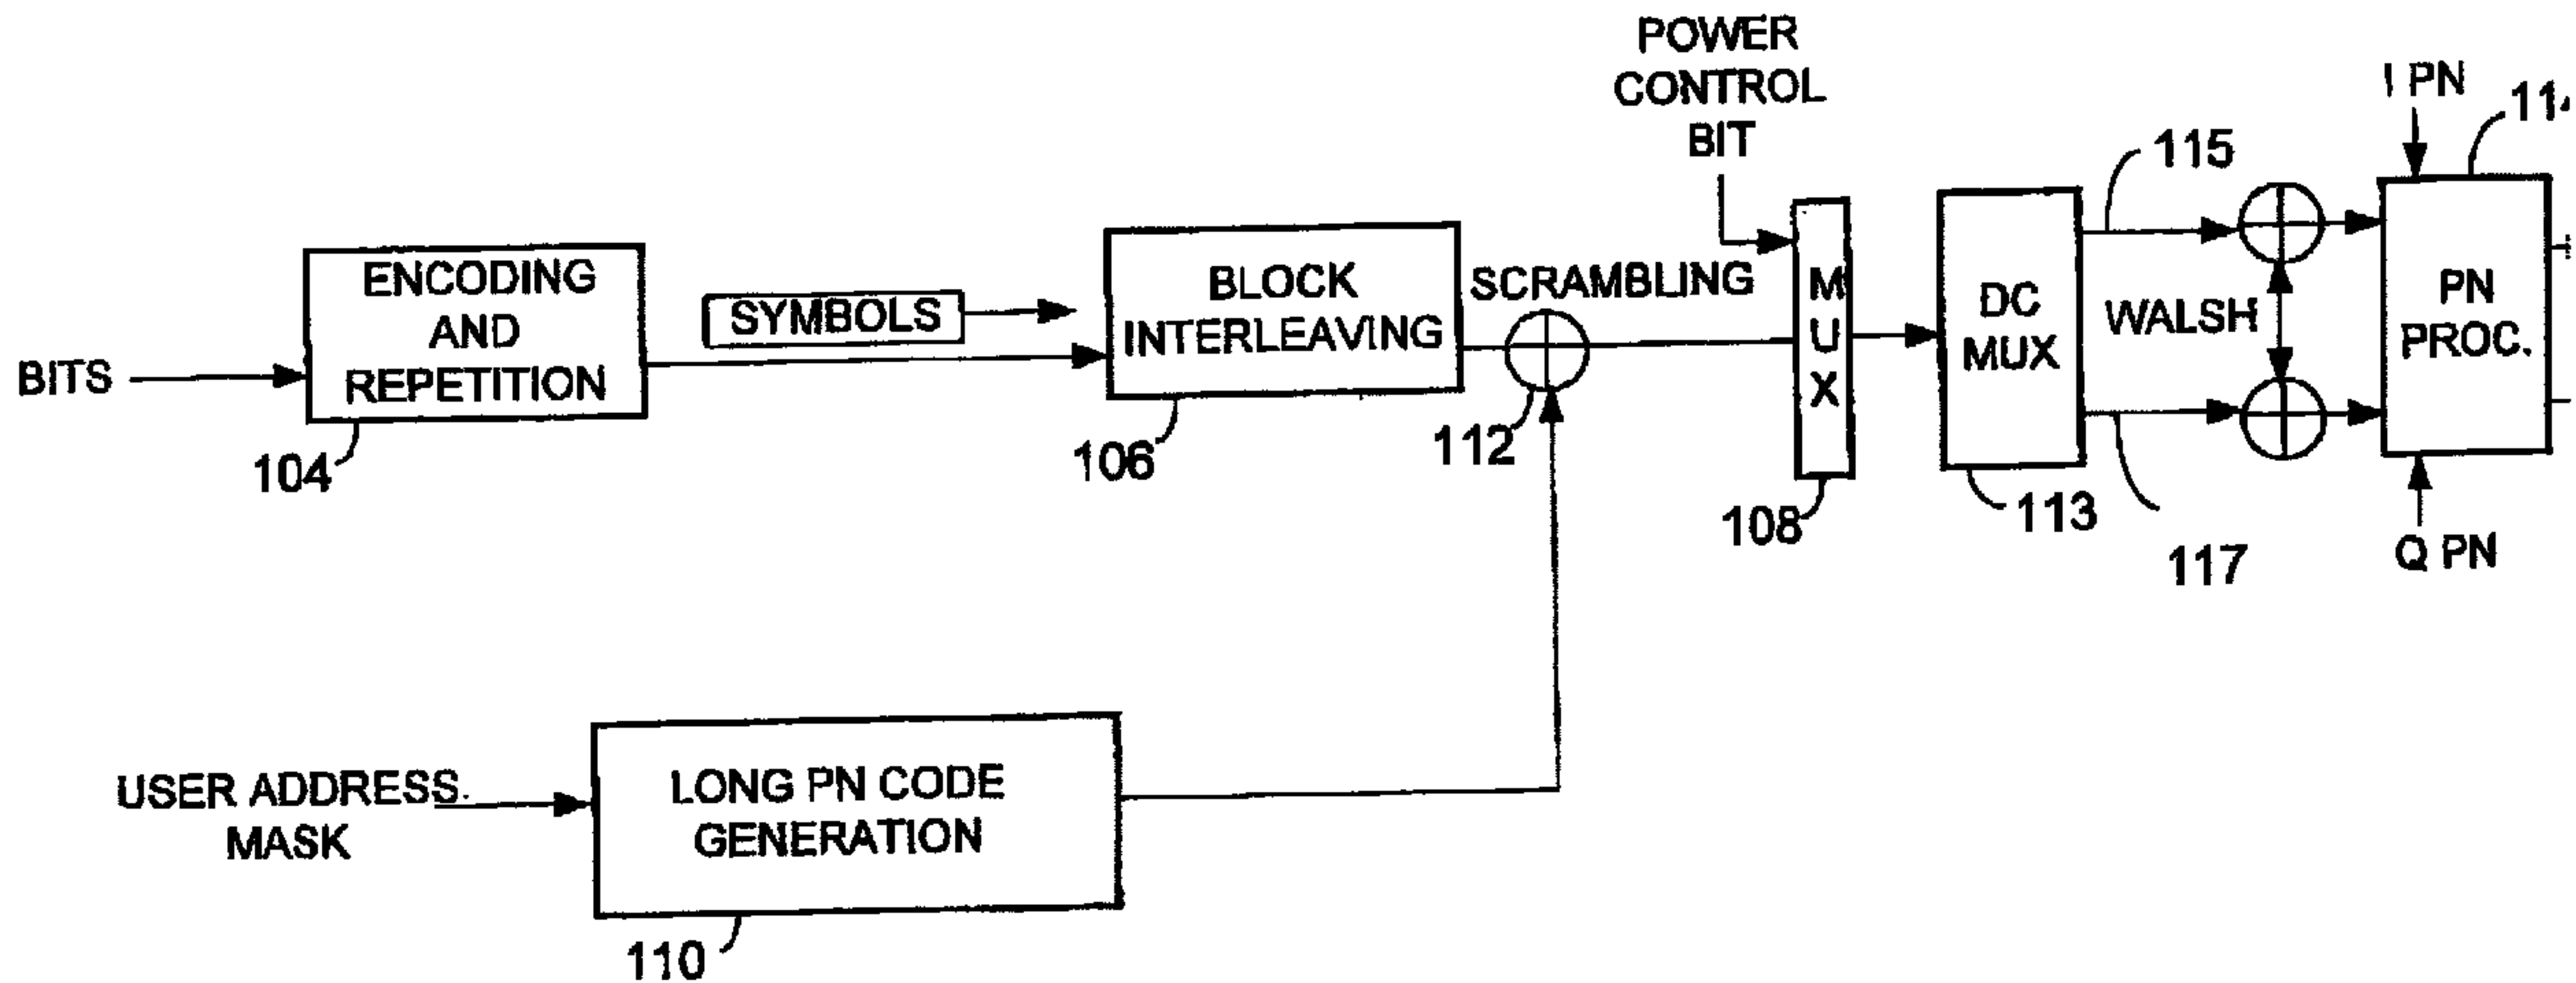 POWER
CONTROL
BIT
I PN
115
ENCODING
AND
REPETITION
SYMBOLS
BLOCK
INTERLEAVING
SCRAMBLING
M
U
X
DC
MUX
WALSH
PN
PROC.
BITS
104
106
112
108
113
117
Q PN
USER ADDRESS
MASK
LONG PN CODE
GENERATION
110